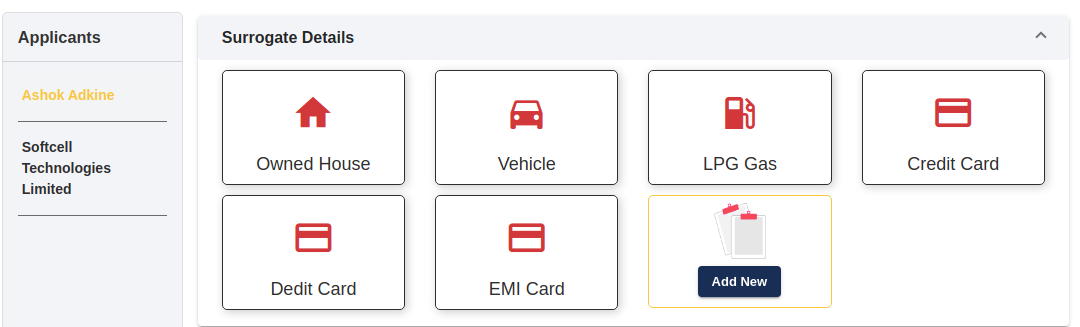 Applicants
Ashok Adkine
Softcell
Technologies
Limited
Surrogate Details
Owned House
Vehicle
LPG Gas
Credit Card
Dedit Card
EMI Card
Add New